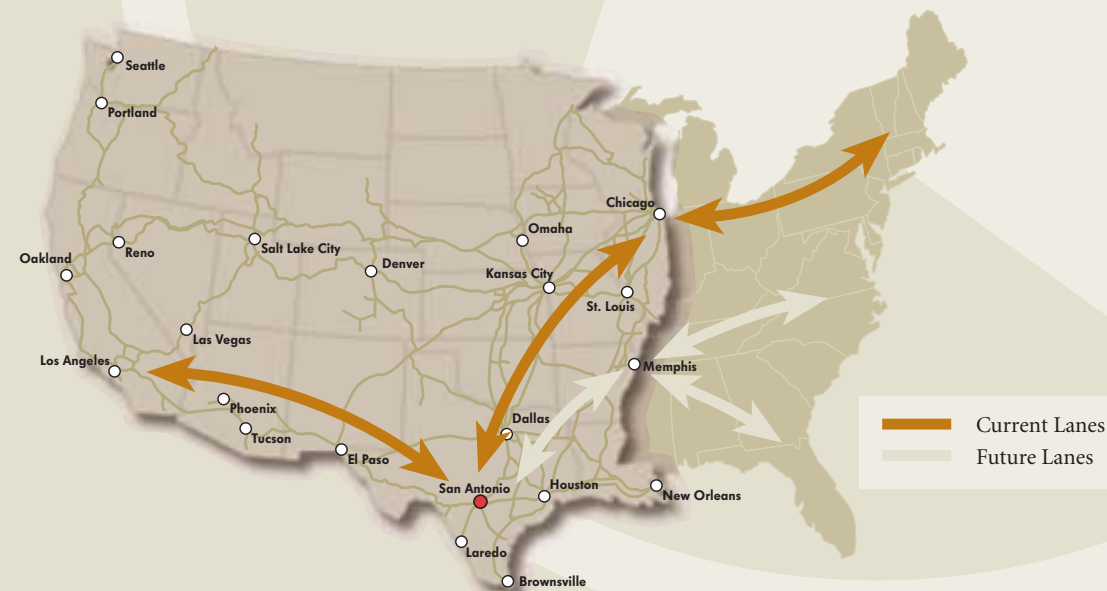 Seattle
Portland
Chicago
Omaha
Reno
Salt Lake City
Oakland
Denver
Kansas City
St. Louis
Las Vegas
Los Angeles
Memphis
Phoenix
Dallas
Current Lanes
Tucson
El Paso
Future Lanes
San Antonio
Houston
New Orleans
Laredo
Brownsville